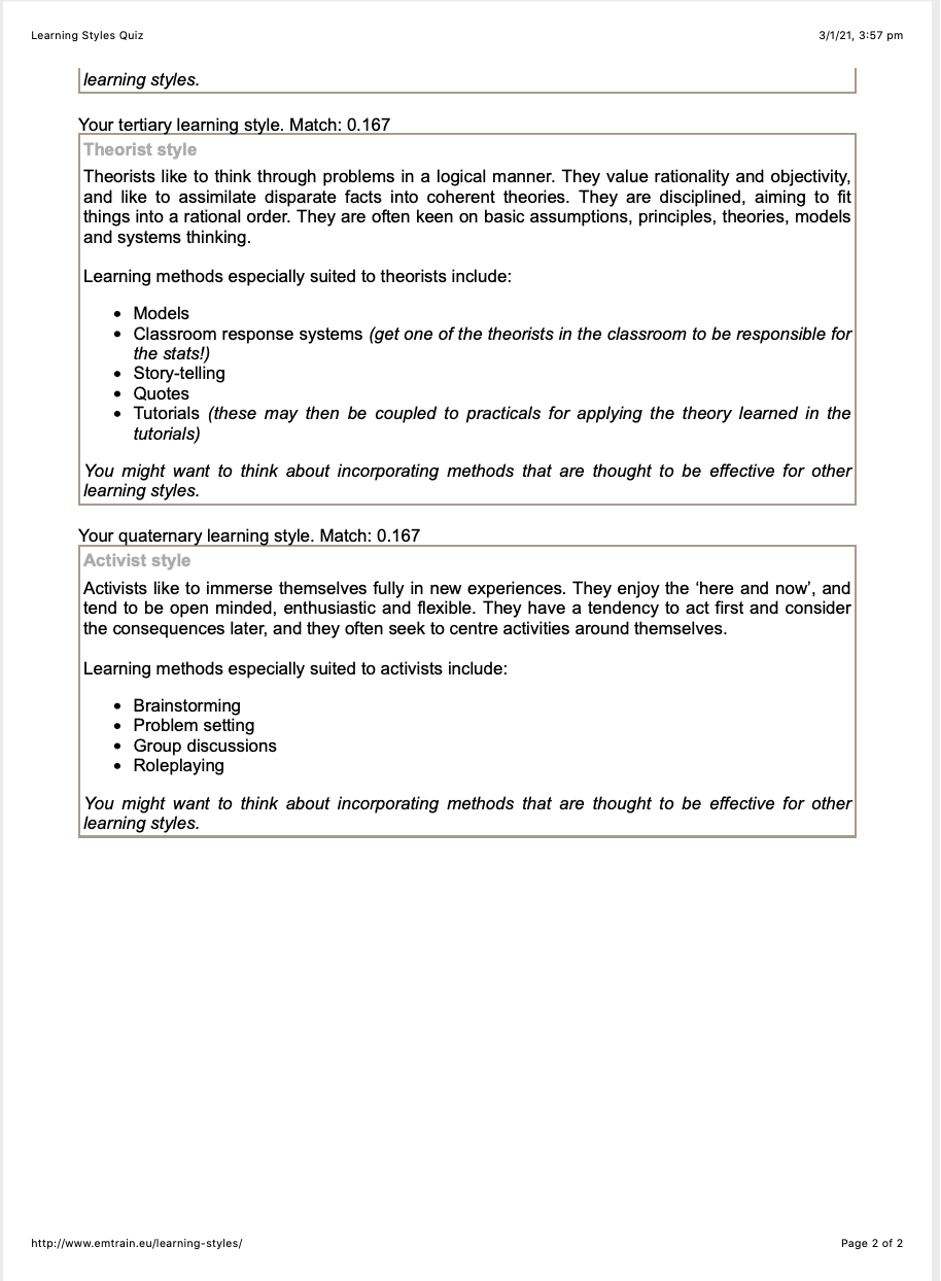 Learning Styles Quiz 3/1/21, 3:57 pm
learning styles.
Your tertiary learning style. Match: 0.167
Theorist style
Theorists like to think through problems in a logical manner. They value rationality and objectivity,
and like to assimilate disparate facts into coherent theories. They are disciplined, aiming to fit
things into a rational order. They are often keen on basic assumptions, principles, theories, models
and systems thinking.
Learning methods especially suited to theorists include:
• Models
• Classroom response systems (get one of the theorists in the classroom to be responsible for
the stats!)
• Story-telling
• Quotes
• Tutorials (these may then be coupled to practicals for applying the theory learned in the
tutorials)
You might want to think about incorporating methods that are thought to be effective for other
learning styles.
Your quaternary learning style. Match: 0.167
Activist style
Activists like to immerse themselves fully in new experiences. They enjoy the ‘here and now’, and
tend to be open minded, enthusiastic and flexible. They have a tendency to act first and consider
the consequences later, and they often seek to centre activities around themselves.
Learning methods especially suited to activists include:
• Brainstorming
• Problem setting
• Group discussions
• Roleplaying
You might want to think about incorporating methods that are thought to be effective for other
learning styles.
http://www.emtrain.eu/learning-styles/ Page 2 of 2